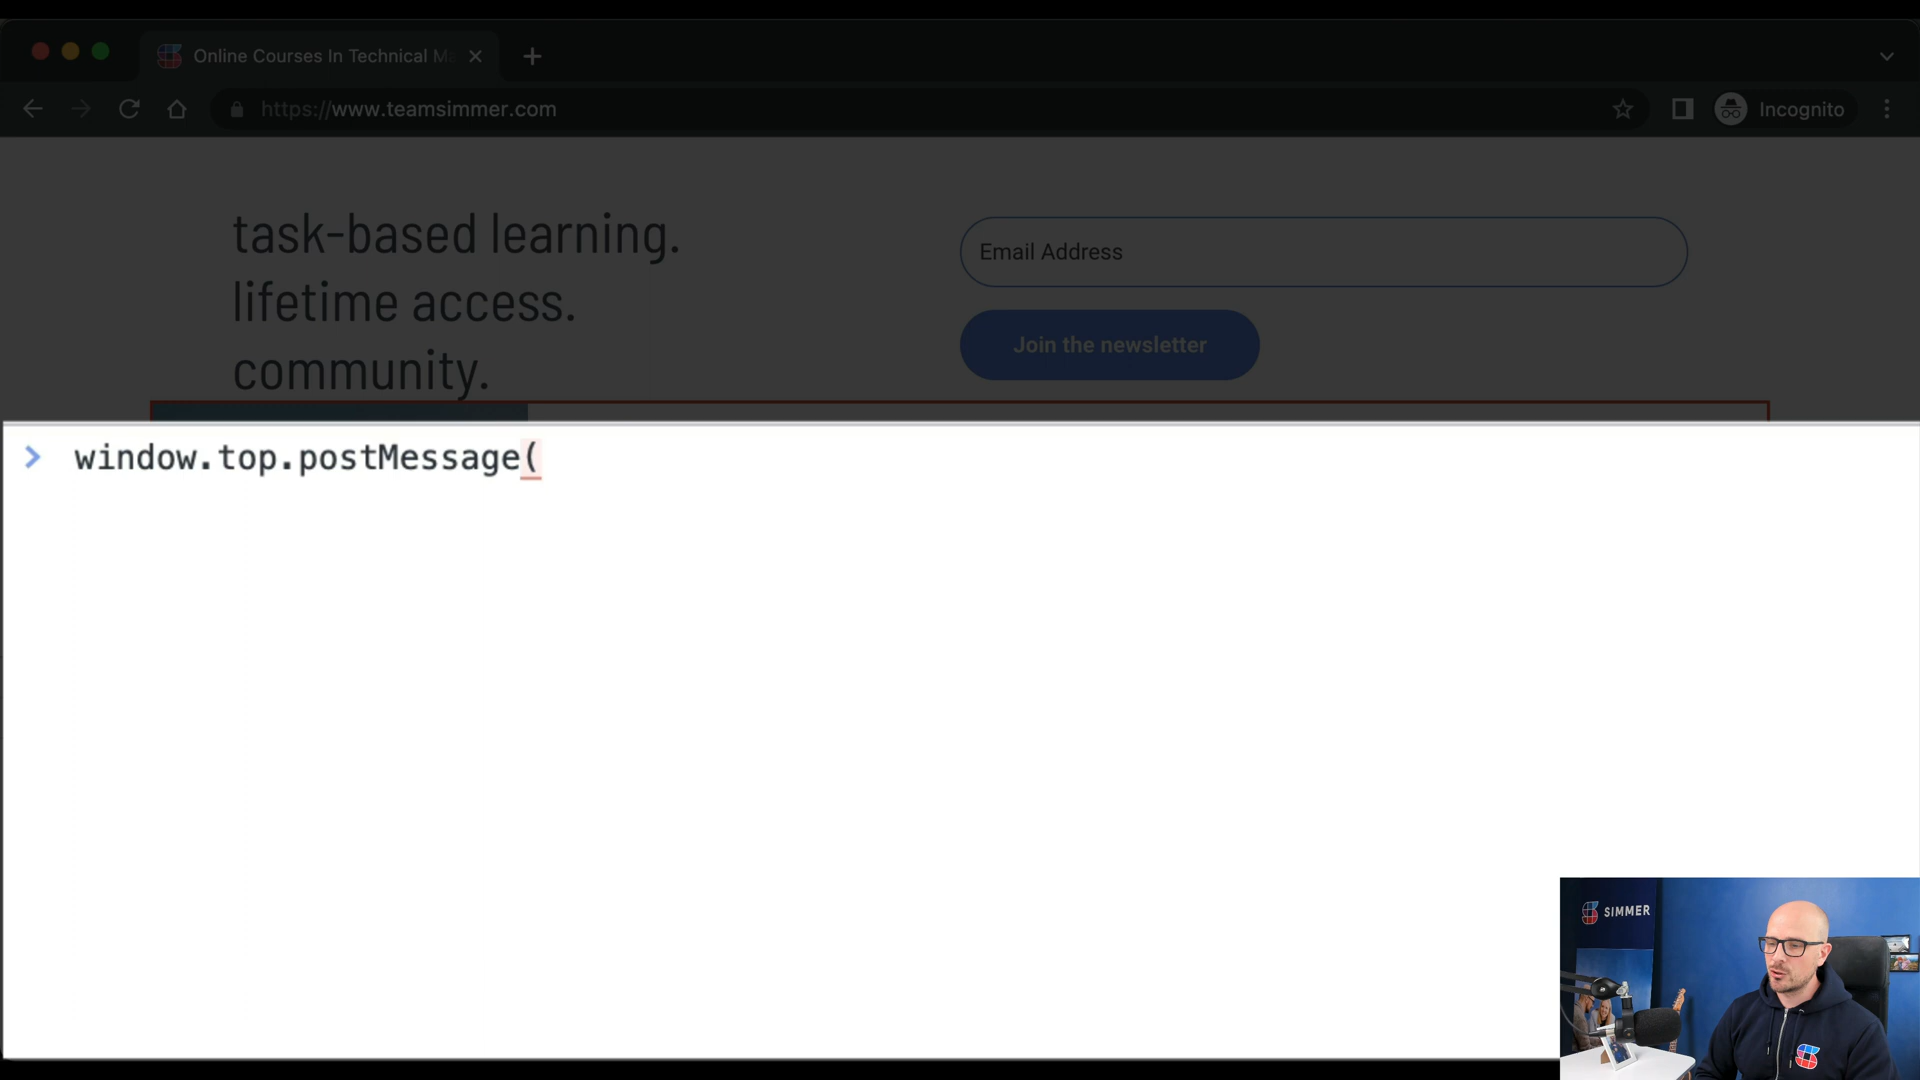 Online Courses In Technical Ma
https://www.teamsimmer.com
Incognito
task-based learning.
lifetime access.
community.
Email Address
Join the newsletter
> window.top.postMessage(
SIMMER